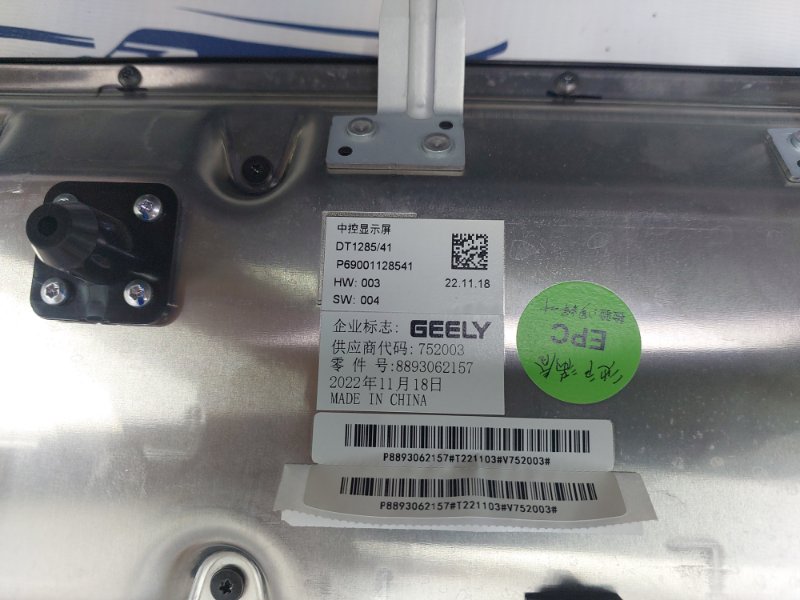 中控显示屏
DT1285/41
P69001128541
HW: 003
22.11.18
SW: 004
企业标志: GEELY
供应商代码: 752003
零 件 号:8893062157
2022年11月18日
MADE IN CHINA
EPC
P8893062157#T221103#V752003#
P8893062157#T221103#V752003#